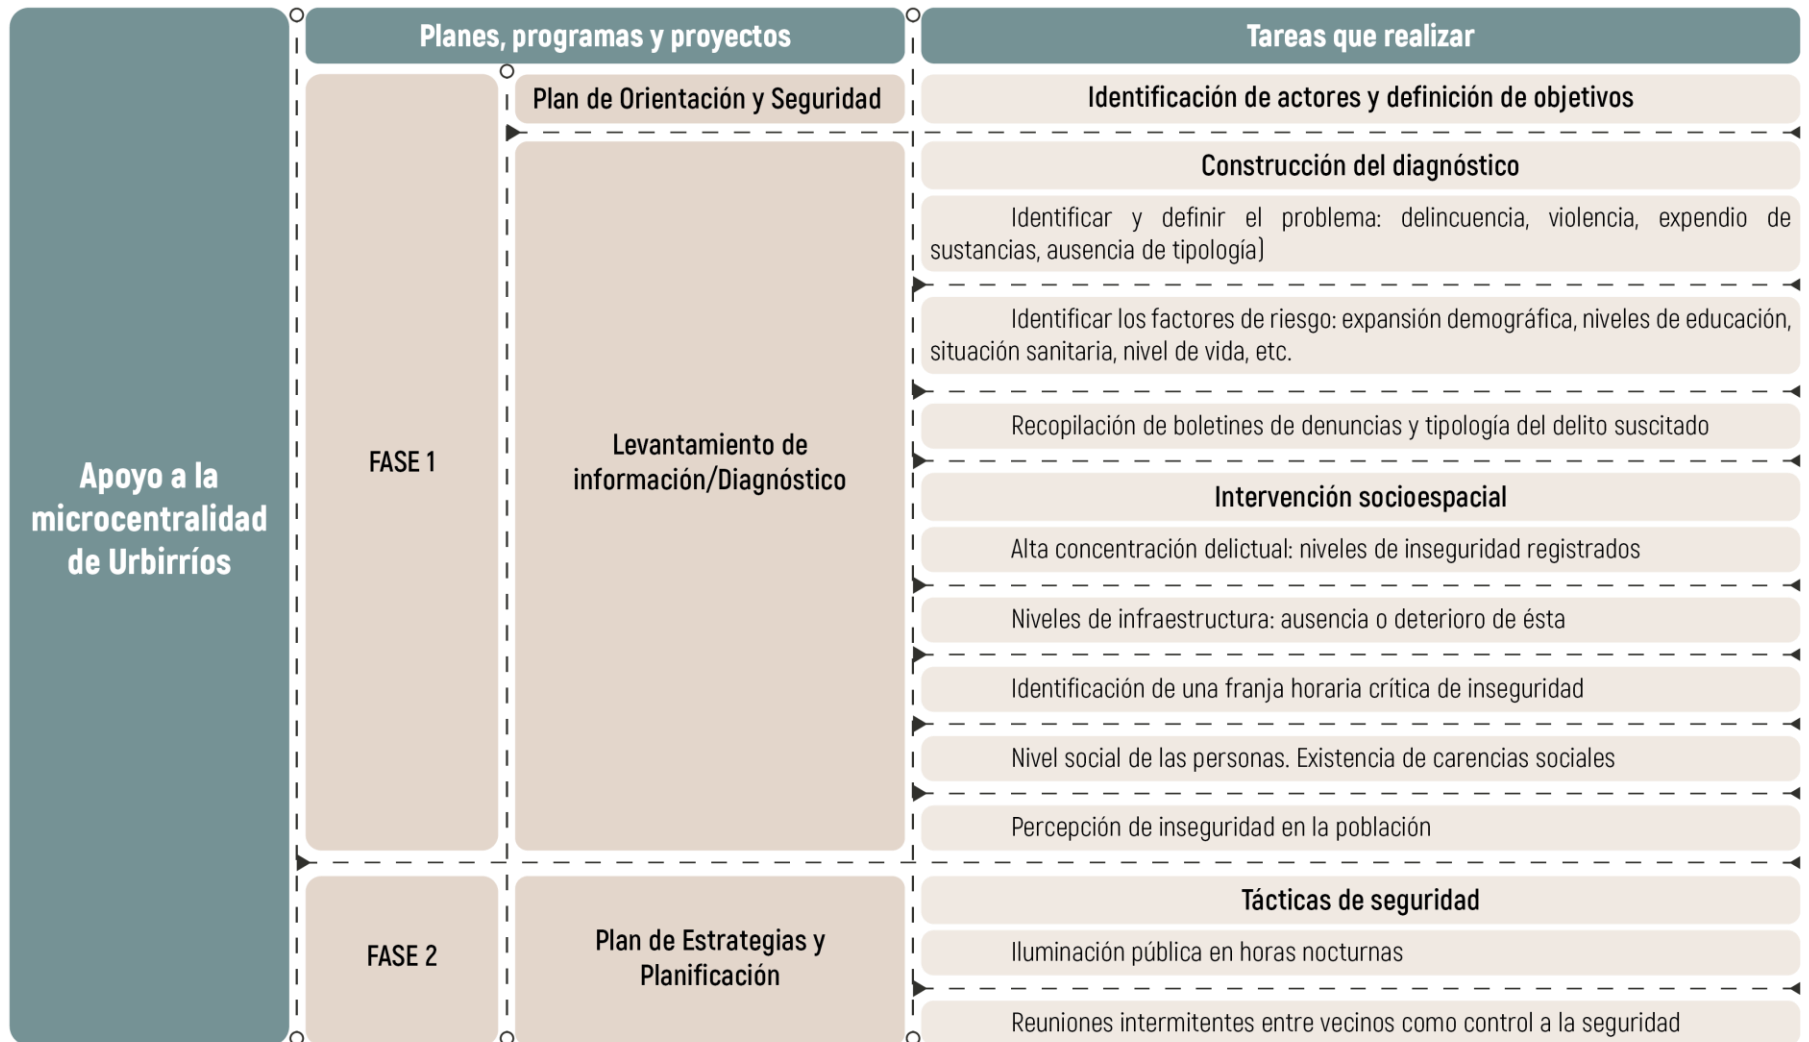 Planes, programas y proyectos
Tareas que realizar
Apoyo a la
microcentralidad
de Urbirríos
FASE 1
Plan de Orientación y Seguridad
Identificación de actores y definición de objetivos
Levantamiento de
información/Diagnóstico
Construcción del diagnóstico
Identificar y definir el problema: delincuencia, violencia, expendio de
sustancias, ausencia de tipología)
Identificar los factores de riesgo: expansión demográfica, niveles de educación,
situación sanitaria, nivel de vida, etc.
Recopilación de boletines de denuncias y tipología del delito suscitado
Intervención socioespacial
Alta concentración delictual: niveles de inseguridad registrados
Niveles de infraestructura: ausencia o deterioro de ésta
Identificación de una franja horaria crítica de inseguridad
Nivel social de las personas. Existencia de carencias sociales
Percepción de inseguridad en la población
FASE 2
Plan de Estrategias y
Planificación
Tácticas de seguridad
Iluminación pública en horas nocturnas
Reuniones intermitentes entre vecinos como control a la seguridad